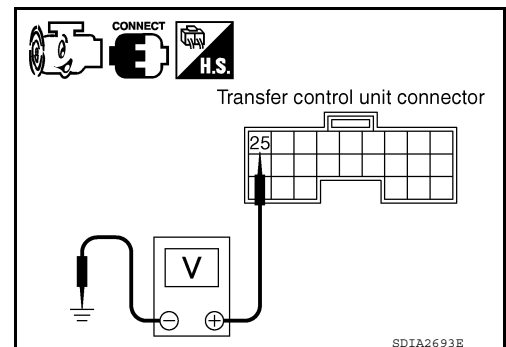 CONNECT
H.S.
Transfer control unit connector
25
V
− +
SDIA2693E